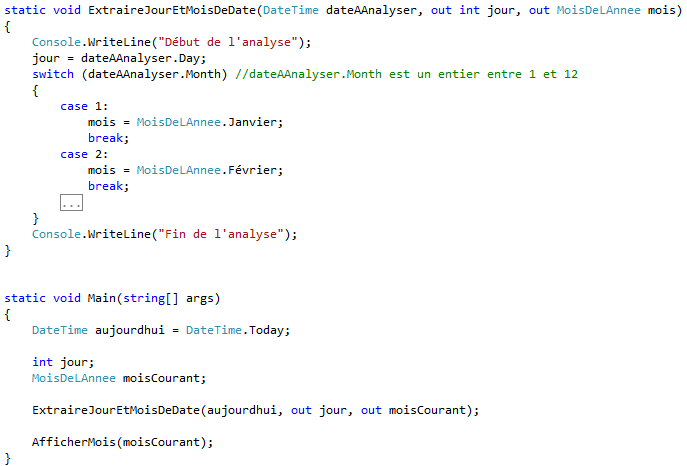 static void ExtraireJourEtMoisDeDate(DateTime dateAAnalyser, out int jour, out MoisDeLAnnee mois)
{
    Console.WriteLine("Début de l'analyse");
    jour = dateAAnalyser.Day;
    switch (dateAAnalyser.Month) //dateAAnalyser.Month est un entier entre 1 et 12
    {
        case 1:
            mois = MoisDeLAnnee.Janvier;
            break;
        case 2:
            mois = MoisDeLAnnee.Février;
            break;
        ...
    }
    Console.WriteLine("Fin de l'analyse");
}
static void Main(string[] args)
{
    DateTime aujourdhui = DateTime.Today;
    int jour;
    MoisDeLAnnee moisCourant;
    ExtraireJourEtMoisDeDate(aujourdhui, out jour, out moisCourant);
    AfficherMois(moisCourant);
}